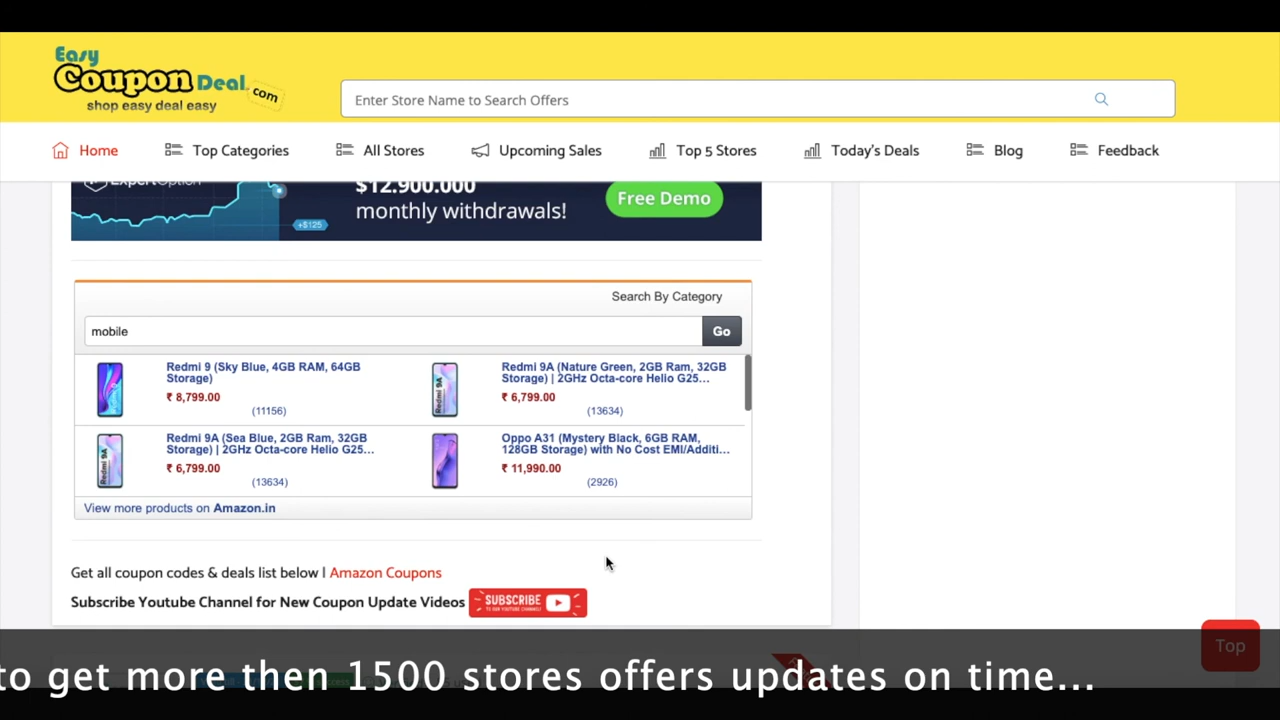 Easy
Coupon Deal.com
shop easy deal easy
Enter Store Name to Search Offers
Home
Top Categories
All Stores
Upcoming Sales
Top 5 Stores
Today's Deals
Blog
Feedback
ExpertOption
$12.900.000
monthly withdrawals!
Free Demo
+$125
Search By Category
mobile
Go
Redmi 9 (Sky Blue, 4GB RAM, 64GB
Storage)
₹ 8,799.00
(11156)
Redmi 9A (Nature Green, 2GB Ram, 32GB
Storage) | 2GHz Octa-core Helio G25...
₹ 6,799.00
(13634)
Redmi 9A (Sea Blue, 2GB Ram, 32GB
Storage) | 2GHz Octa-core Helio G25...
₹ 6,799.00
(13634)
Oppo A31 (Mystery Black, 6GB RAM,
128GB Storage) with No Cost EMI/Additi...
₹ 11,990.00
(2926)
View more products on Amazon.in
Get all coupon codes & deals list below | Amazon Coupons
Subscribe Youtube Channel for New Coupon Update Videos
SUBSCRIBE
TO OUR YOUTUBE CHANNEL
Top
to get more then 1500 stores offers updates on time...